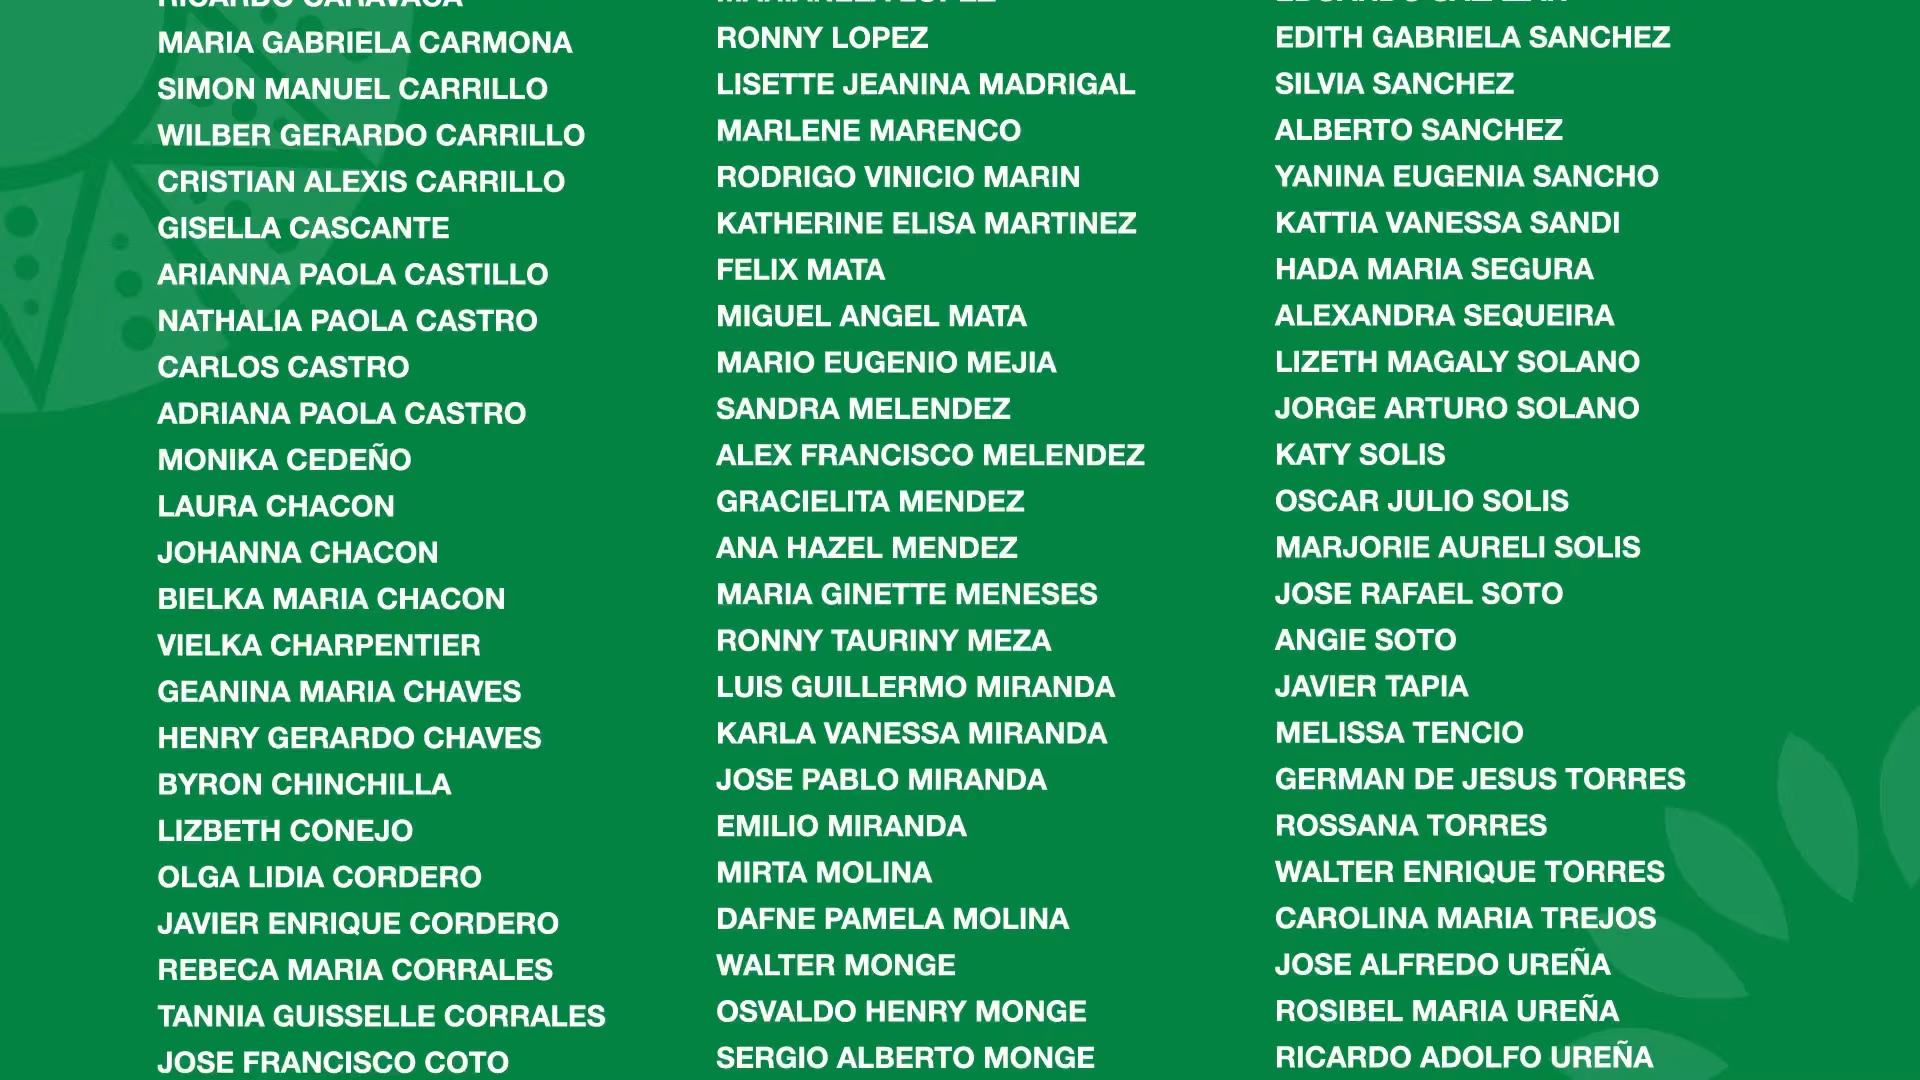 RICARDO CARAVACA
MARIA GABRIELA CARMONA
SIMON MANUEL CARRILLO
WILBER GERARDO CARRILLO
CRISTIAN ALEXIS CARRILLO
GISELLA CASCANTE
ARIANNA PAOLA CASTILLO
NATHALIA PAOLA CASTRO
CARLOS CASTRO
ADRIANA PAOLA CASTRO
MONIKA CEDEÑO
LAURA CHACON
JOHANNA CHACON
BIELKA MARIA CHACON
VIELKA CHARPENTIER
GEANINA MARIA CHAVES
HENRY GERARDO CHAVES
BYRON CHINCHILLA
LIZBETH CONEJO
OLGA LIDIA CORDERO
JAVIER ENRIQUE CORDERO
REBECA MARIA CORRALES
TANNIA GUISSELLE CORRALES
JOSE FRANCISCO COTO
RONNY LOPEZ
LISETTE JEANINA MADRIGAL
MARLENE MARENCO
RODRIGO VINICIO MARIN
KATHERINE ELISA MARTINEZ
FELIX MATA
MIGUEL ANGEL MATA
MARIO EUGENIO MEJIA
SANDRA MELENDEZ
ALEX FRANCISCO MELENDEZ
GRACIELITA MENDEZ
ANA HAZEL MENDEZ
MARIA GINETTE MENESES
RONNY TAURINY MEZA
LUIS GUILLERMO MIRANDA
KARLA VANESSA MIRANDA
JOSE PABLO MIRANDA
EMILIO MIRANDA
MIRTA MOLINA
DAFNE PAMELA MOLINA
WALTER MONGE
OSVALDO HENRY MONGE
SERGIO ALBERTO MONGE
EDITH GABRIELA SANCHEZ
SILVIA SANCHEZ
ALBERTO SANCHEZ
YANINA EUGENIA SANCHO
KATTIA VANESSA SANDI
HADA MARIA SEGURA
ALEXANDRA SEQUEIRA
LIZETH MAGALY SOLANO
JORGE ARTURO SOLANO
KATY SOLIS
OSCAR JULIO SOLIS
MARJORIE AURELI SOLIS
JOSE RAFAEL SOTO
ANGIE SOTO
JAVIER TAPIA
MELISSA TENCIO
GERMAN DE JESUS TORRES
ROSSANA TORRES
WALTER ENRIQUE TORRES
CAROLINA MARIA TREJOS
JOSE ALFREDO UREÑA
ROSIBEL MARIA UREÑA
RICARDO ADOLFO UREÑA